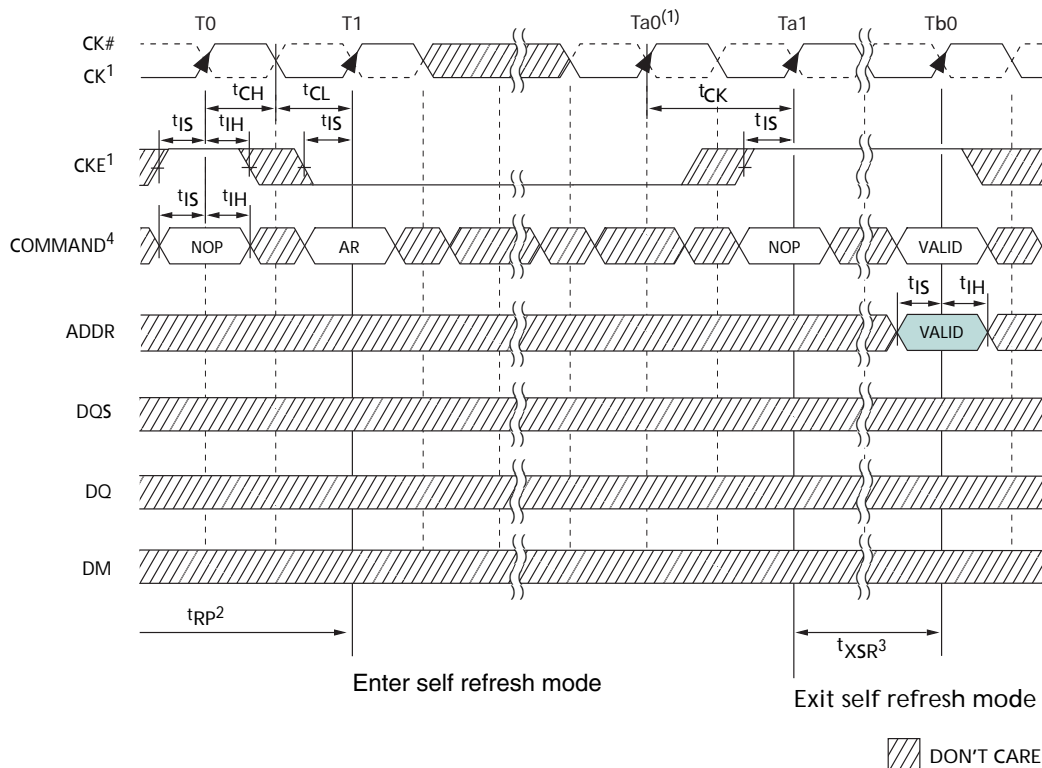 T0 T1 Ta0(1) Ta1 Tb0
CK#
CK1
tCH tCL tCK
tIS tIH tIS tIS
CKE1
tIS tIH
COMMAND4 NOP AR NOP VALID
tIS tIH
ADDR VALID
DQS
DQ
DM
tRP2 tXSR3
Enter self refresh mode
Exit self refresh mode
DON'T CARE